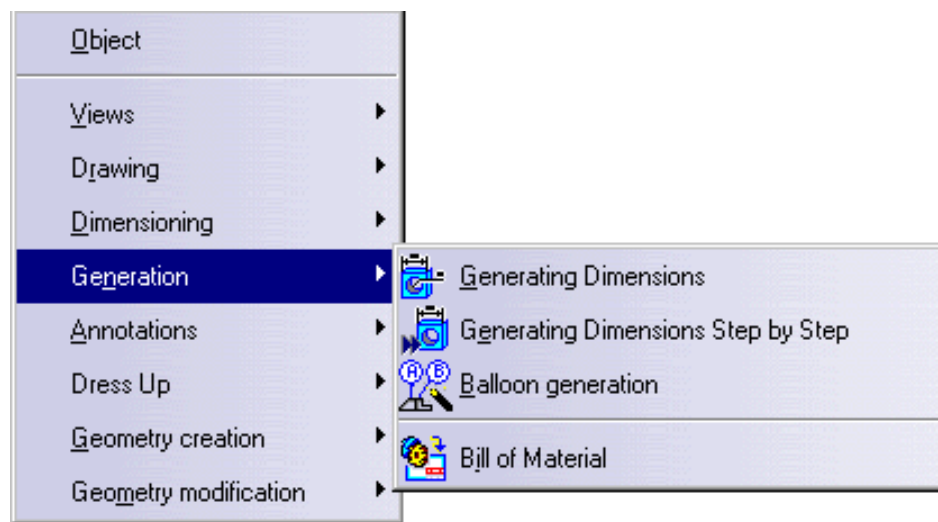 Object
Views
Drawing
Dimensioning
Generation
Generating Dimensions
Generating Dimensions Step by Step
A B
Balloon generation
Bill of Material
Annotations
Dress Up
Geometry creation
Geometry modification